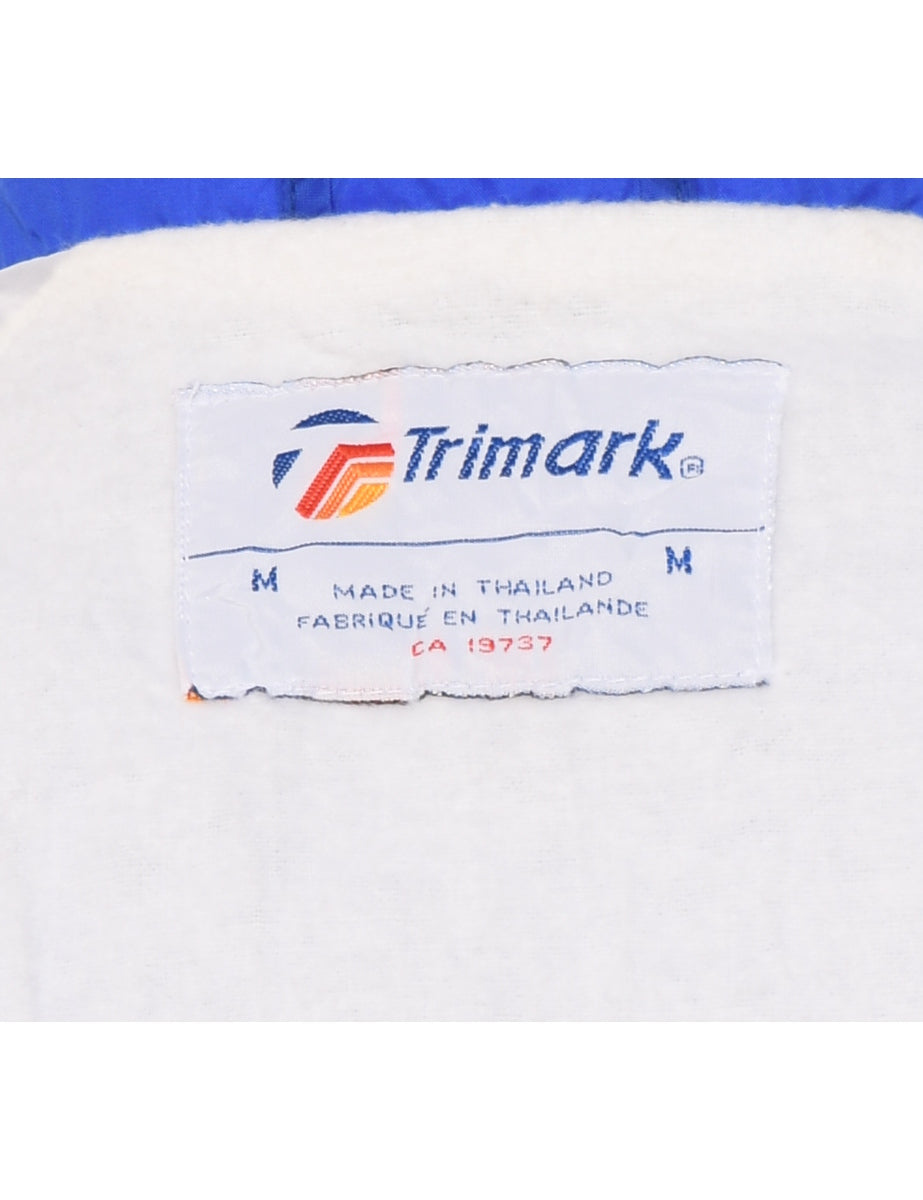 Trimark®
M M
MADE IN THAILAND
FABRIQUÉ EN THAILANDE
CA 19737